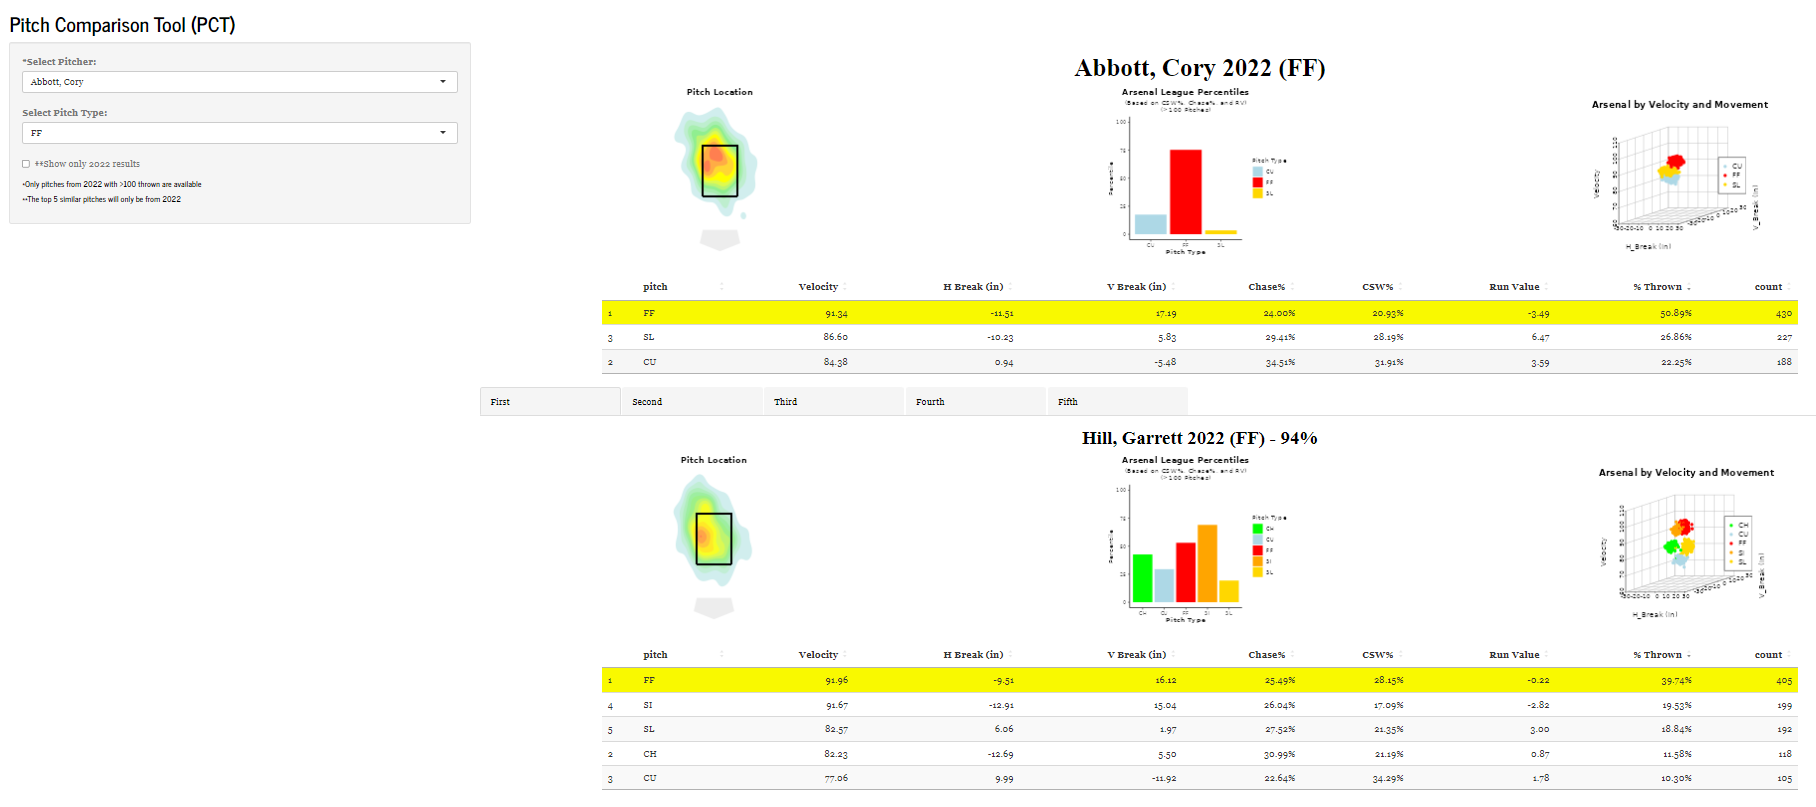 Pitch Comparison Tool (PCT)
*Select Pitcher:
Abbott, Cory
Select Pitch Type:
FF
**Show only 2022 results
*Only pitches from 2022 with >100 thrown are available
**The top 5 similar pitches will only be from 2022
Abbott, Cory 2022 (FF)
Pitch Location
Arsenal League Percentiles
(Based on CSW%, Chase%, and RV)
(>100 Pitches)
100
75
50
25
0
Percentile
CU FF SL
Pitch Type
Pitch Type
CU
FF
SL
Arsenal by Velocity and Movement
Velocity
H_Break (in)
V_Break (in)
CU
FF
SL
pitch Velocity H Break (in) V Break (in) Chase% CSW% Run Value % Thrown count
1 FF 91.34 -11.51 17.19 24.00% 20.93% -3.49 50.89% 430
3 SL 86.60 -10.23 5.83 29.41% 28.19% 6.47 26.86% 227
2 CU 84.38 0.94 -5.48 34.51% 31.91% 3.59 22.25% 188
First Second Third Fourth Fifth
Hill, Garrett 2022 (FF) - 94%
Pitch Location
Arsenal League Percentiles
(Based on CSW%, Chase%, and RV)
(>100 Pitches)
100
75
50
25
0
Percentile
CH CU FF SI SL
Pitch Type
Pitch Type
CH
CU
FF
SI
SL
Arsenal by Velocity and Movement
Velocity
H_Break (in)
V_Break (in)
CH
CU
FF
SI
SL
pitch Velocity H Break (in) V Break (in) Chase% CSW% Run Value % Thrown count
1 FF 91.96 -9.51 16.12 25.49% 28.15% -0.22 39.74% 405
4 SI 91.67 -12.91 15.04 26.04% 17.09% -2.82 19.53% 199
5 SL 82.57 6.06 1.97 27.52% 21.35% 3.00 18.84% 192
2 CH 82.23 -12.69 5.50 30.99% 21.19% 0.87 11.58% 118
3 CU 77.06 9.99 -11.92 22.64% 34.29% 1.78 10.30% 105